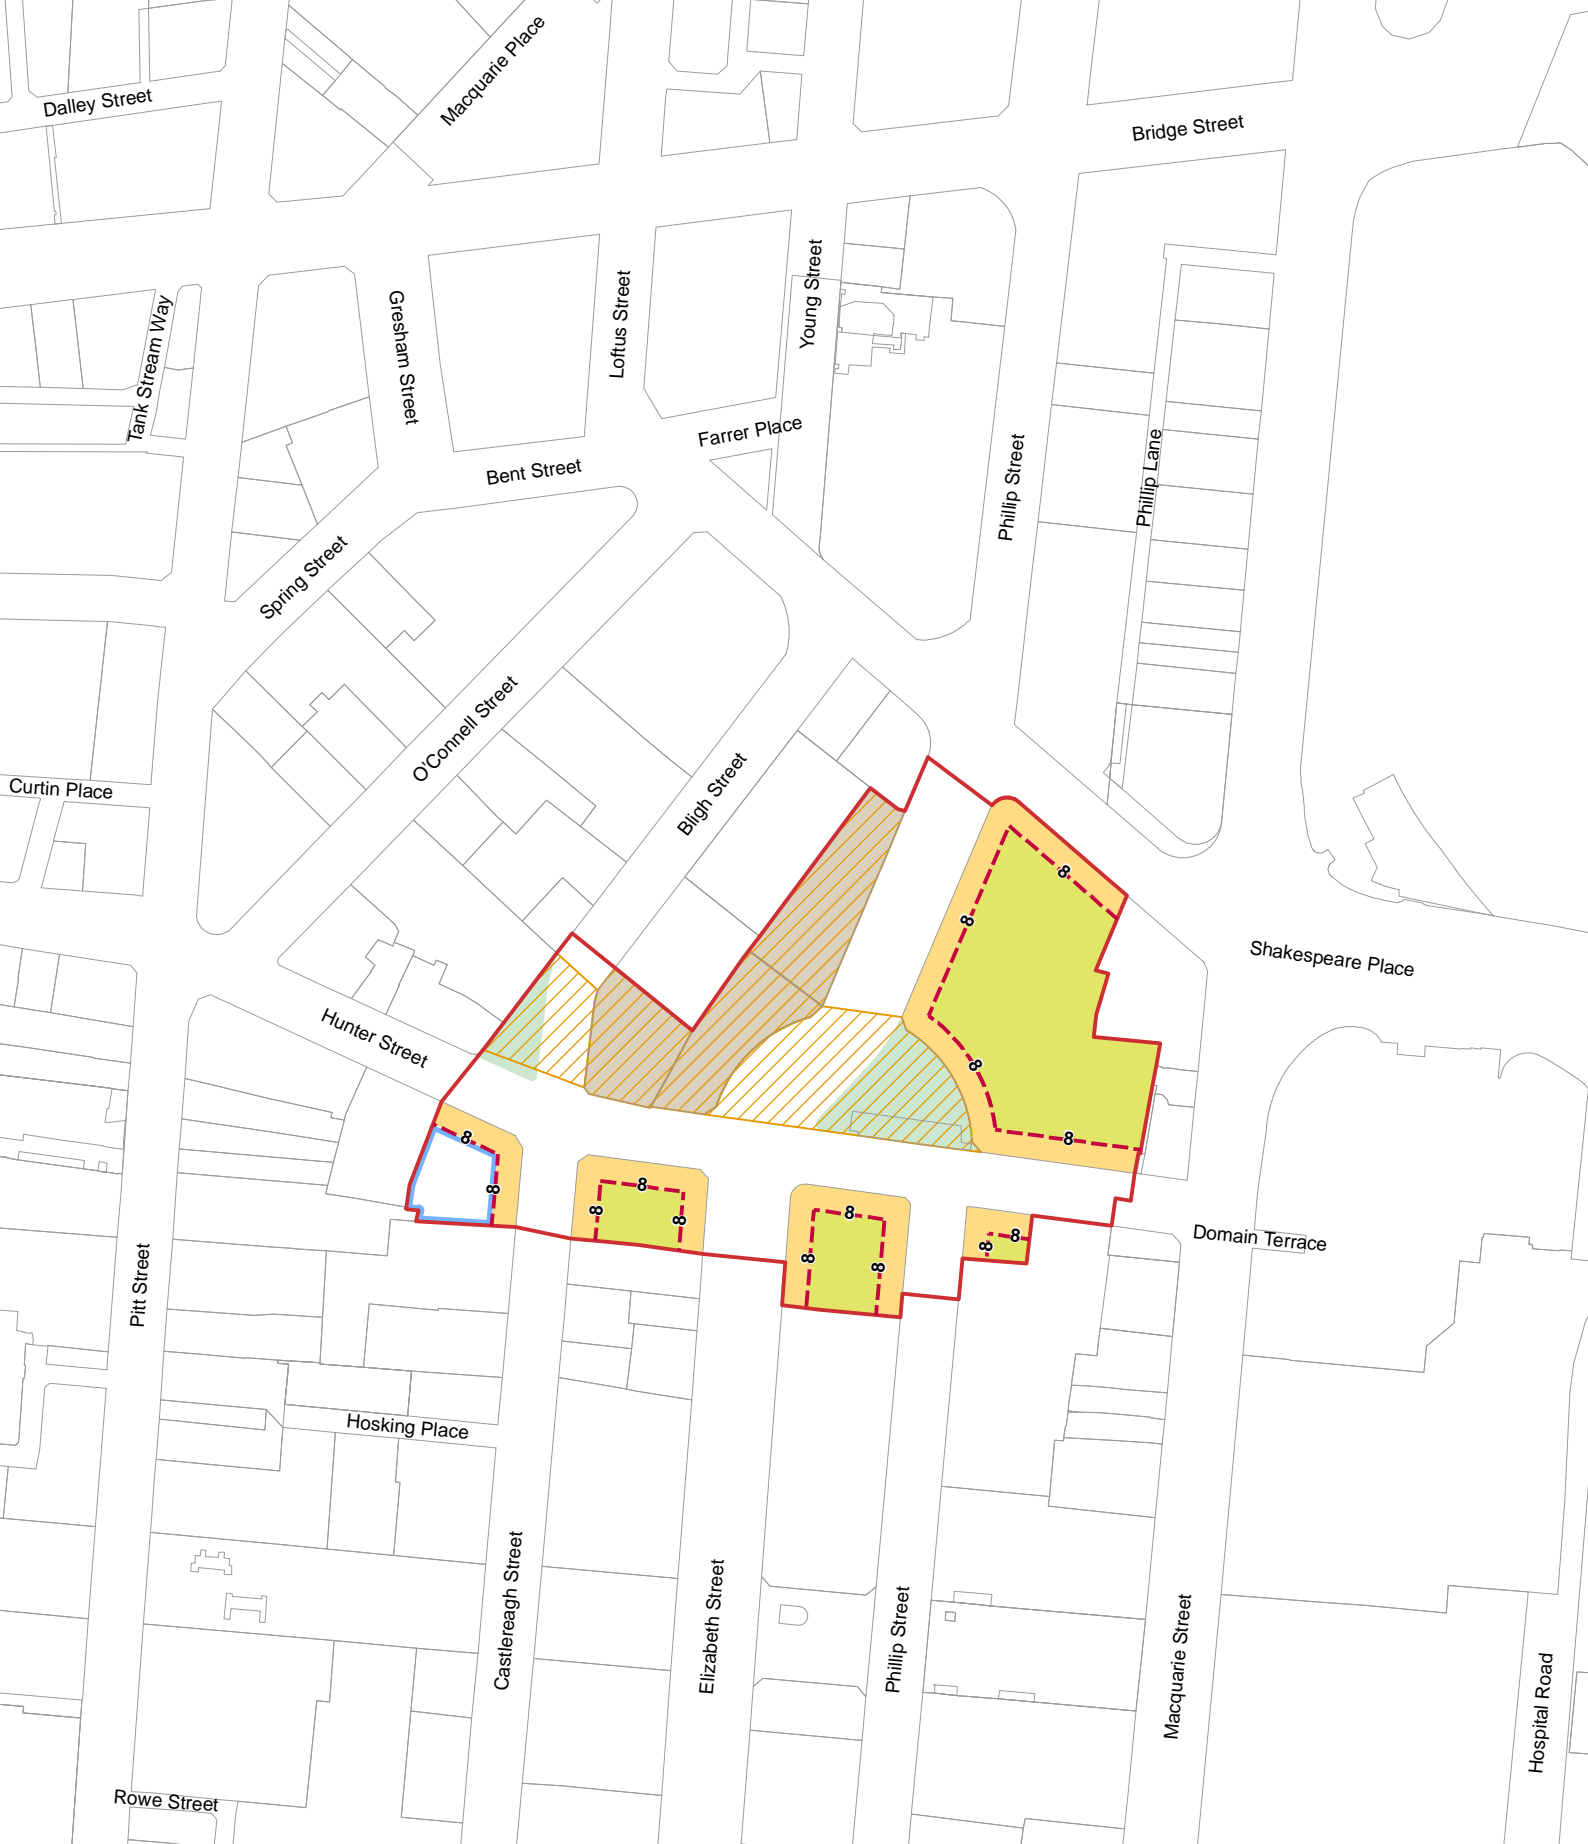 Macquarie Place
Dalley Street
Bridge Street
Young Street
Loftus Street
Gresham Street
Tank Stream Way
Farrer Place
Bent Street
Phillip Street
Phillip Lane
Spring Street
O'Connell Street
Bligh Street
Curtin Place
8
8
Shakespeare Place
Hunter Street
8
8
8
8
8
8
8
8
8
8
8
8
8
Domain Terrace
Pitt Street
Hosking Place
Castlereagh Street
Elizabeth Street
Phillip Street
Macquarie Street
Hospital Road
Rowe Street